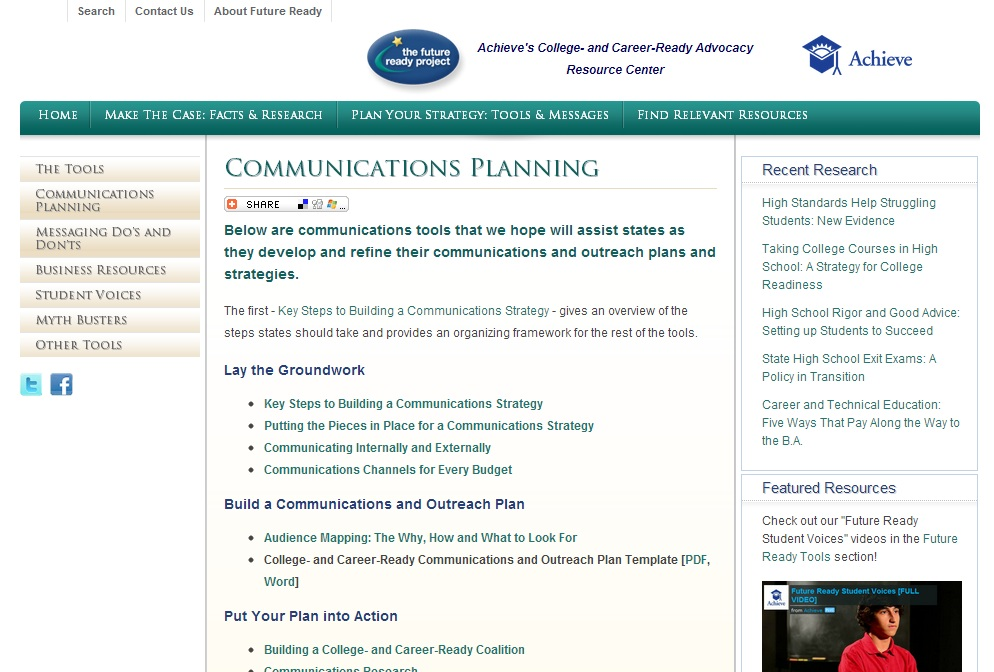 Search
Contact Us
About Future Ready
the future
ready project
Achieve's College- and Career-Ready Advocacy
Resource Center
Achieve
Home
Make The Case: Facts & Research
Plan Your Strategy: Tools & Messages
Find Relevant Resources
The Tools
Communications
Planning
Messaging Do's and
Don'ts
Business Resources
Student Voices
Myth Busters
Other Tools
Communications Planning
SHARE
...
Below are communications tools that we hope will assist states as
they develop and refine their communications and outreach plans and
strategies.
The first - Key Steps to Building a Communications Strategy - gives an overview of the
steps states should take and provides an organizing framework for the rest of the tools.
Lay the Groundwork
• Key Steps to Building a Communications Strategy
• Putting the Pieces in Place for a Communications Strategy
• Communicating Internally and Externally
• Communications Channels for Every Budget
Build a Communications and Outreach Plan
• Audience Mapping: The Why, How and What to Look For
• College- and Career-Ready Communications and Outreach Plan Template [PDF,
Word]
Put Your Plan into Action
• Building a College- and Career-Ready Coalition
• Communications Research
Recent Research
High Standards Help Struggling
Students: New Evidence
Taking College Courses in High
School: A Strategy for College
Readiness
High School Rigor and Good Advice:
Setting up Students to Succeed
State High School Exit Exams: A
Policy in Transition
Career and Technical Education:
Five Ways That Pay Along the Way to
the B.A.
Featured Resources
Check out our "Future Ready
Student Voices" videos in the Future
Ready Tools section!
Achieve
Future Ready Student Voices [FULL
VIDEO]
from Achieve